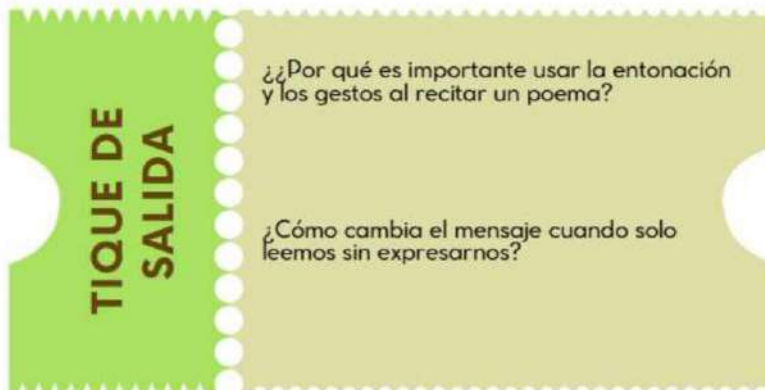 TIQUE DE
SALIDA
¿¿Por qué es importante usar la entonación
y los gestos al recitar un poema?
¿Cómo cambia el mensaje cuando solo
leemos sin expresarnos?